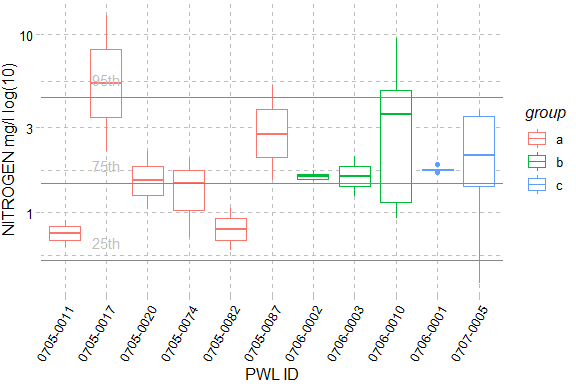 NITROGEN mg/l log(10)
10
3
1
95th
75th
25th
0705-0011
0705-0017
0705-0020
0705-0074
0705-0082
0705-0087
0706-0002
0706-0003
0706-0010
0706-0001
0707-0005
PWL ID
group
a
b
c